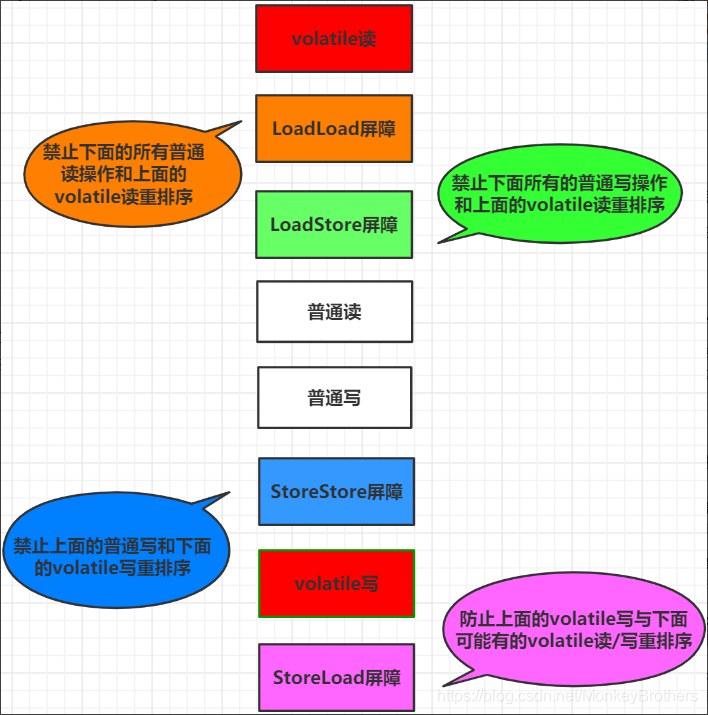 volatile读
LoadLoad屏障
禁止下面的所有普通
读操作和上面的
volatile读重排序
禁止下面所有的普通写操作
和上面的volatile读重排序
LoadStore屏障
普通读
普通写
StoreStore屏障
禁止上面的普通写和下面
的volatile写重排序
volatile写
防止上面的volatile写与下面
可能有的volatile读/写重排序
StoreLoad屏障
https://blog.csdn.net/MonkeyBrothers